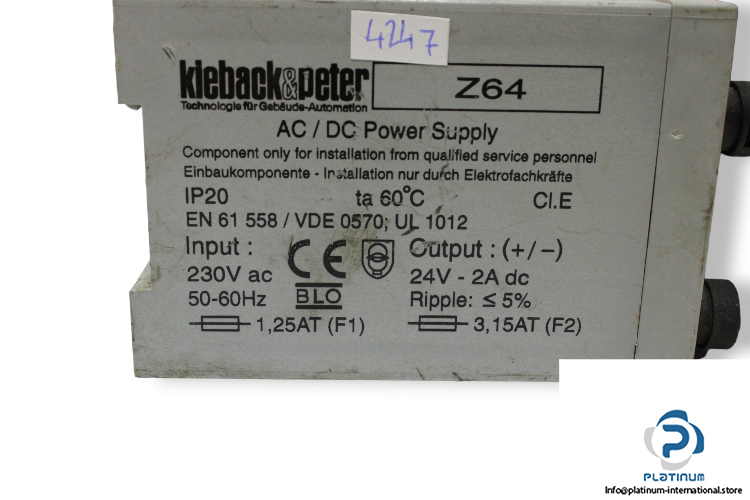 4247
kieback&peter
Technologie für Gebäude-Automation
Z64
AC / DC Power Supply
Component only for installation from qualified service personnel
Einbaukomponente - Installation nur durch Elektrofachkräfte
IP20 ta 60°C Cl.E
EN 61 558 / VDE 0570; UL 1012
Input : CE Output : (+/−)
230V ac 24V - 2A dc
50-60Hz BLO Ripple: ≤ 5%
1,25AT (F1) 3,15AT (F2)
PLATINUM
Info@platinum-international.store